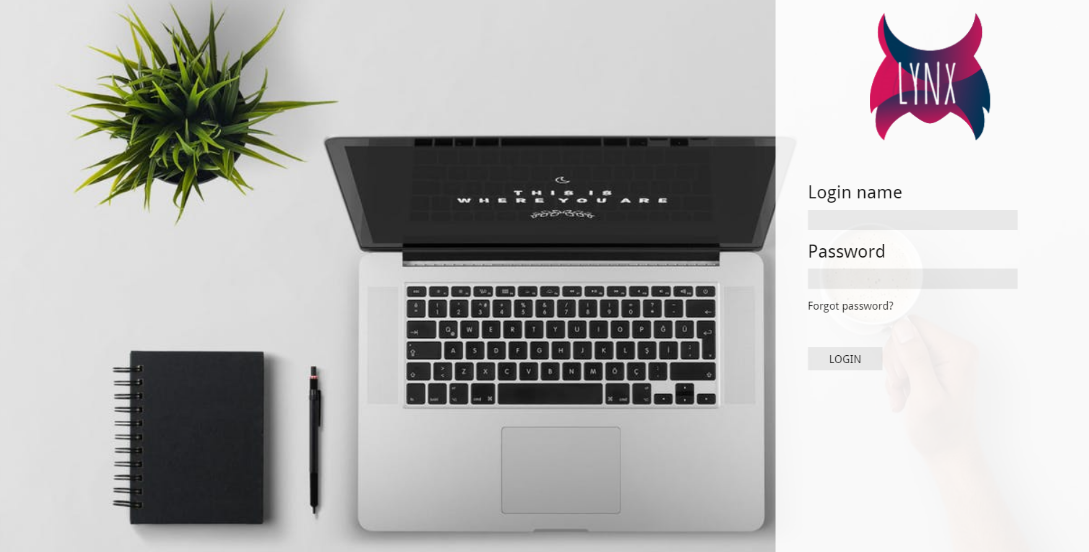 LYNX
THIS IS
WHERE YOU ARE
Login name
Password
Forgot password?
LOGIN